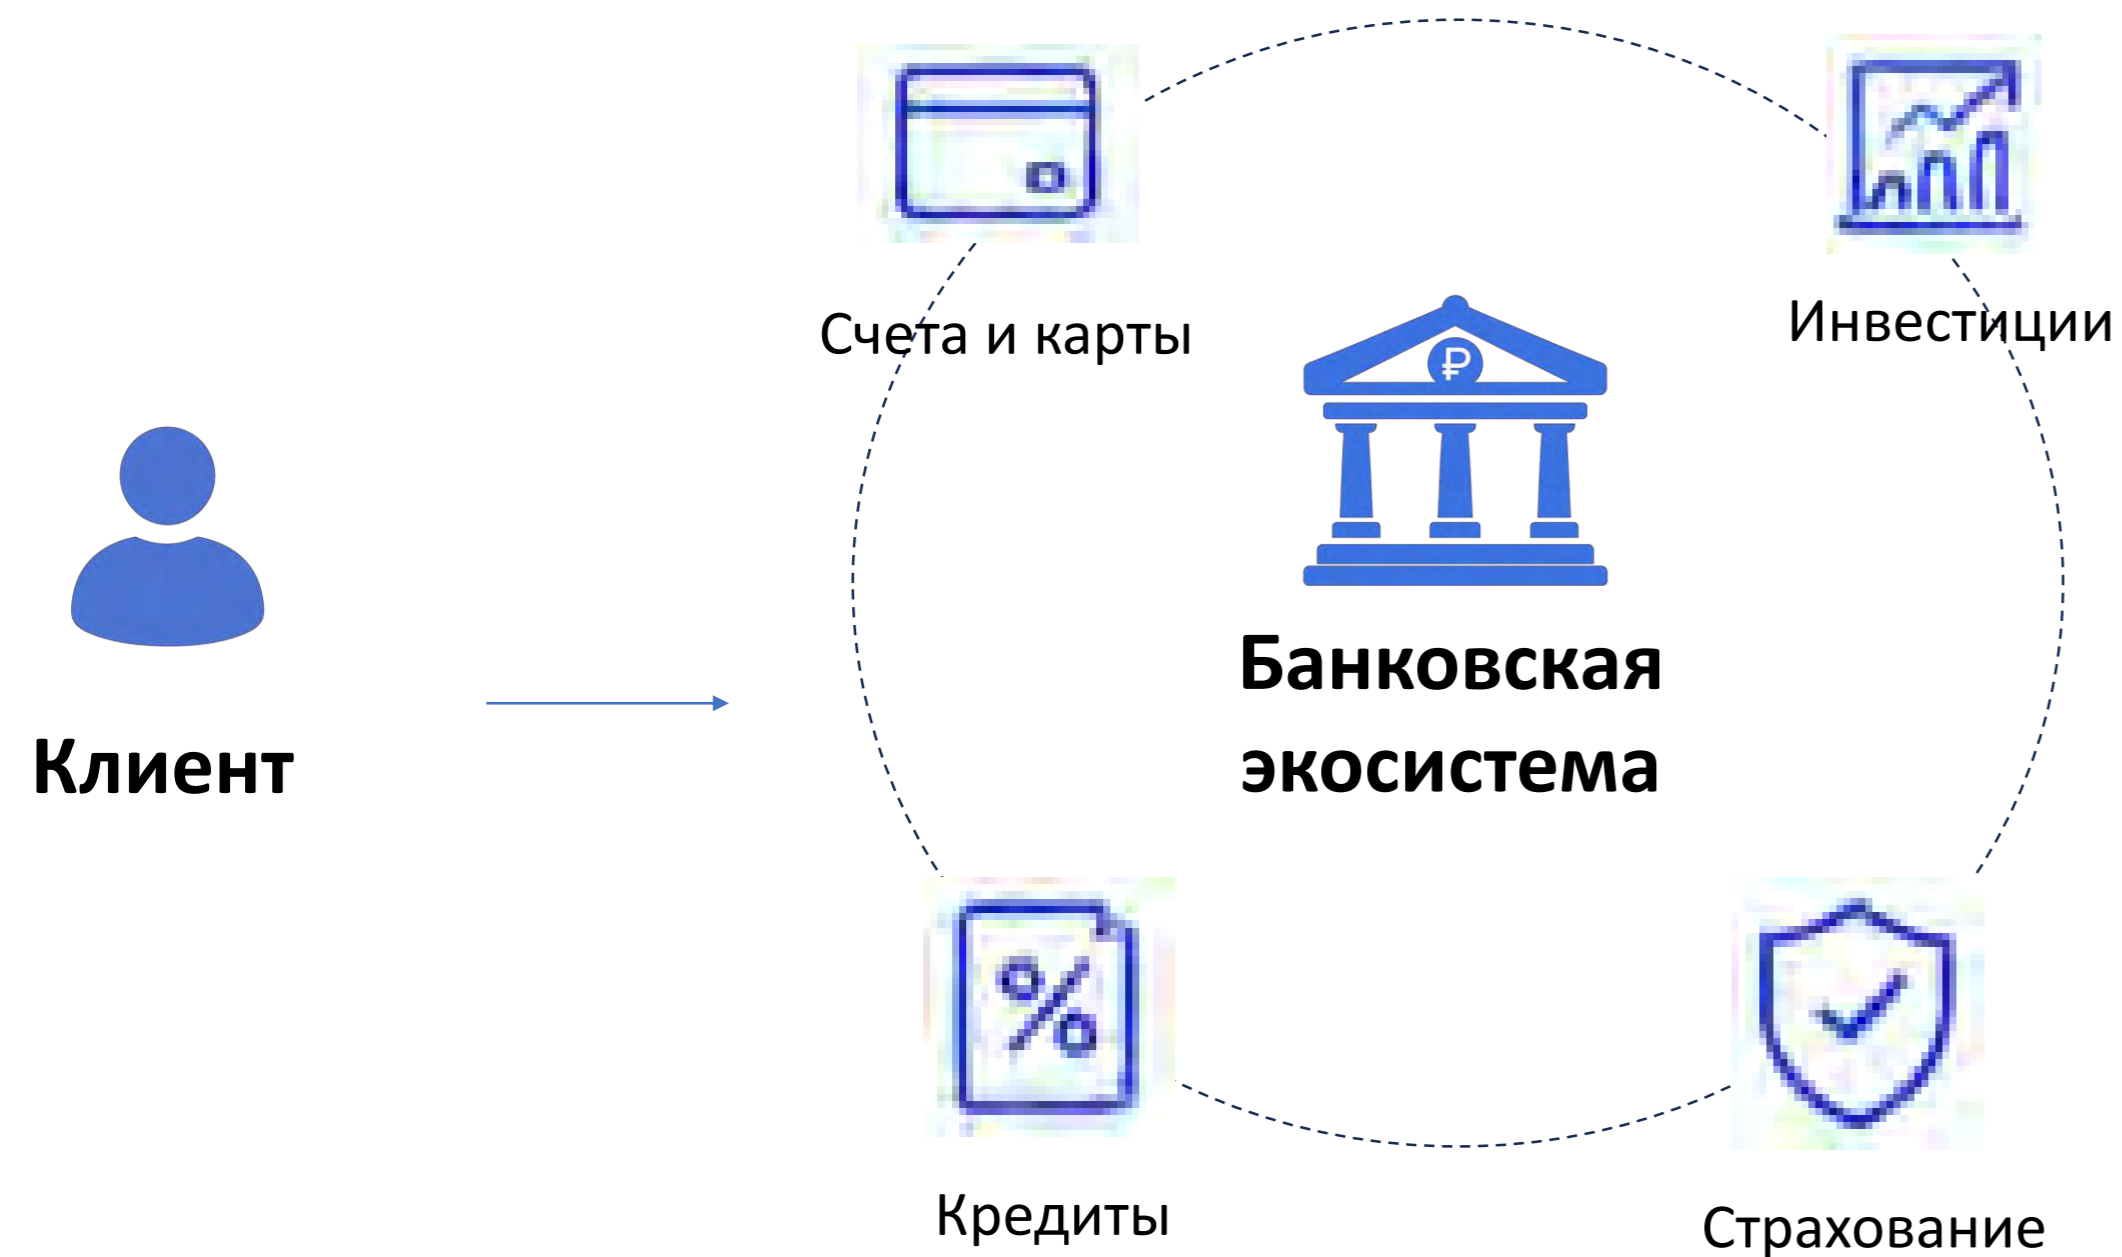 Счета и карты
Инвестиции
₽
Банковская
экосистема
Клиент
%
Кредиты
Страхование